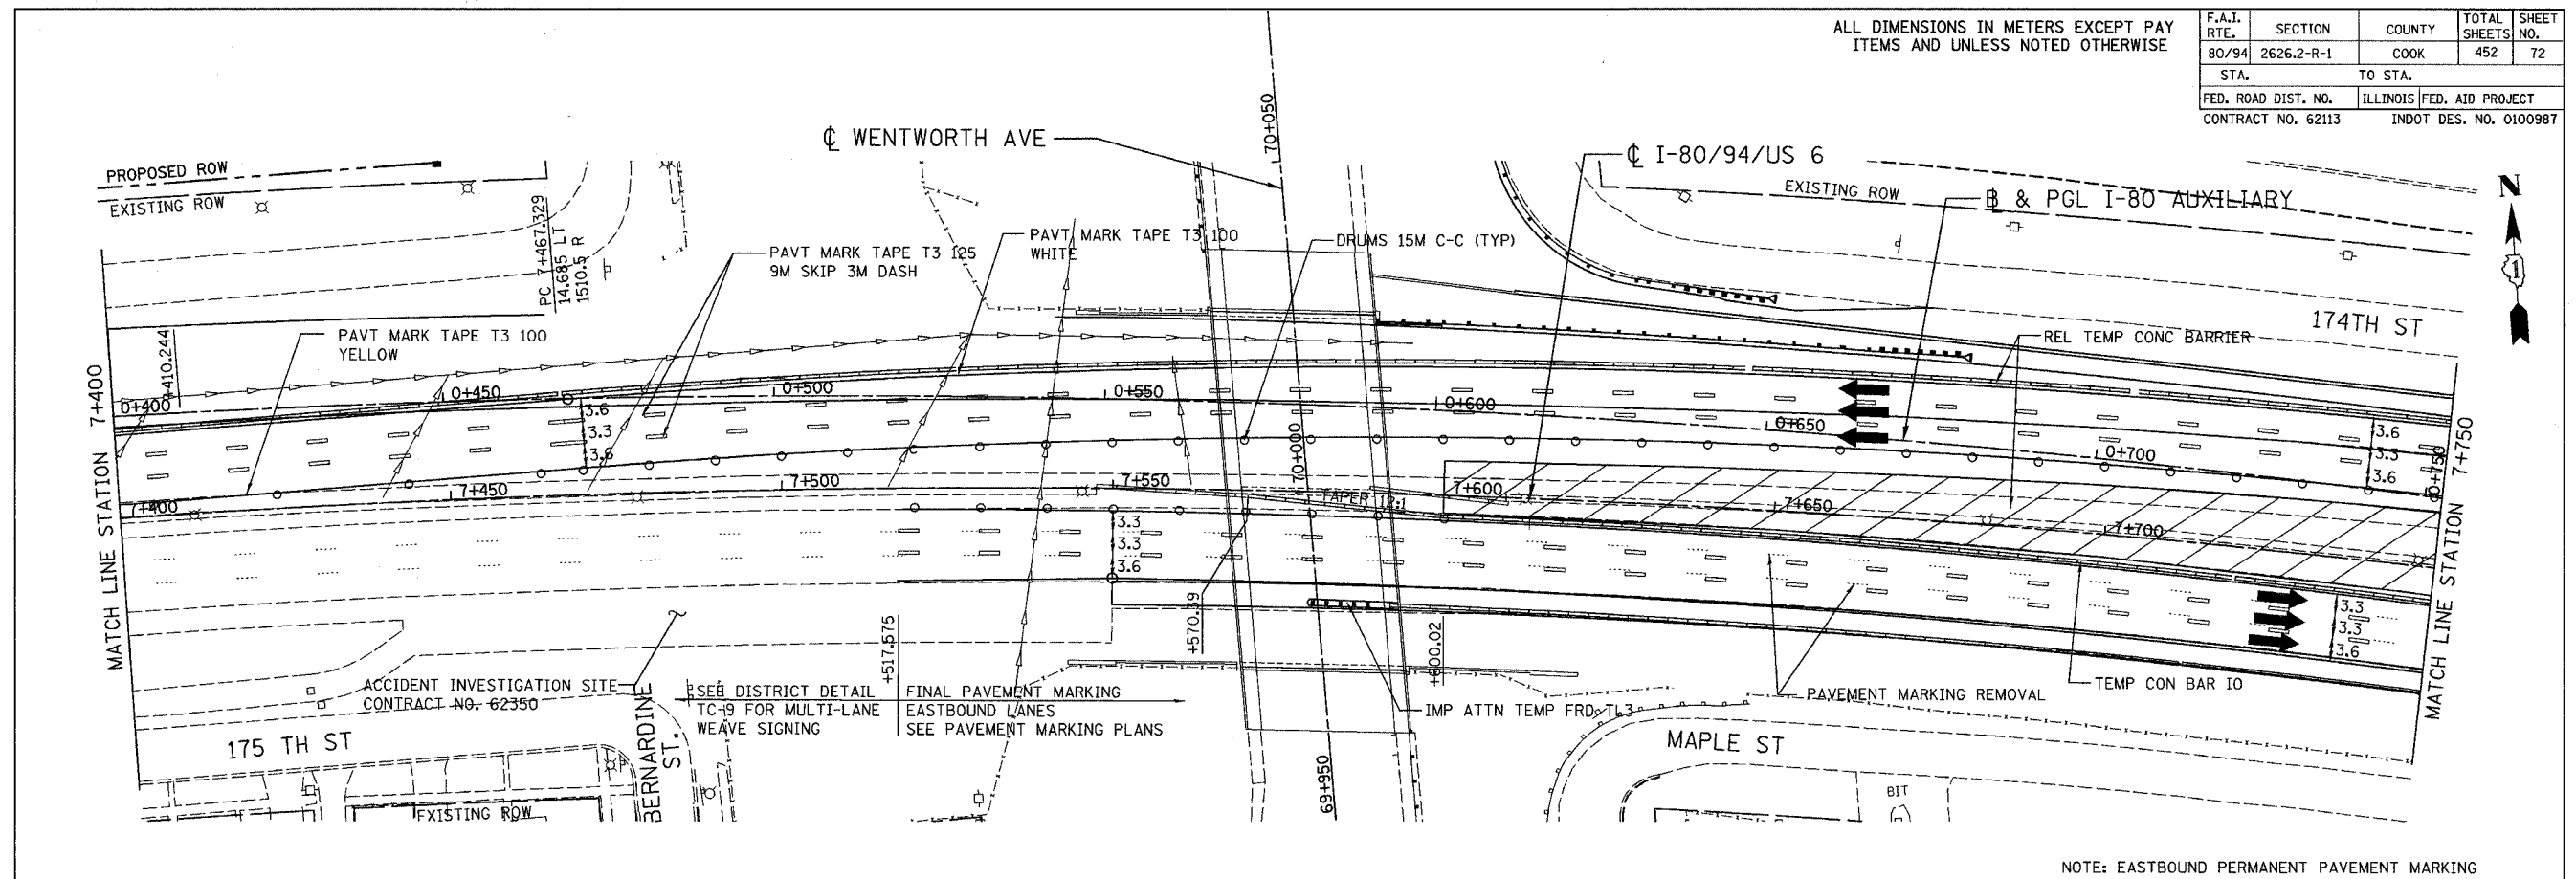 ALL DIMENSIONS IN METERS EXCEPT PAY
ITEMS AND UNLESS NOTED OTHERWISE
F.A.I. RTE. SECTION COUNTY TOTAL SHEETS SHEET NO.
80/94 2626.2-R-1 COOK 452 72
STA. TO STA.
FED. ROAD DIST. NO. ILLINOIS FED. AID PROJECT
CONTRACT NO. 62113 INDOT DES. NO. 0100987
℄ WENTWORTH AVE
70+050
℄ I-80/94/US 6
PROPOSED ROW
EXISTING ROW
EXISTING ROW
B & PGL I-80 AUXILIARY
N
1
PC 7+467.329
14.685 LT
1510.5 R
PAVT MARK TAPE T3 125
9M SKIP 3M DASH
PAVT MARK TAPE T3 100
WHITE
DRUMS 15M C-C (TYP)
174TH ST
REL TEMP CONC BARRIER
PAVT MARK TAPE T3 100
YELLOW
+410.244
MATCH LINE STATION 7+400
0+400
0+450
0+500
0+550
0+600
0+650
0+700
0+750
3.6
3.3
3.6
3.6
3.3
3.6
MATCH LINE STATION 7+750
7+400
7+450
7+500
7+550
70+000
TAPER 12:1
7+600
7+650
7+700
3.3
3.3
3.6
3.3
3.3
3.6
+517.575
+570.39
+600.02
ACCIDENT INVESTIGATION SITE
CONTRACT NO. 62350
BERNARDINE
ST.
SEE DISTRICT DETAIL
TC-9 FOR MULTI-LANE
WEAVE SIGNING
FINAL PAVEMENT MARKING
EASTBOUND LANES
SEE PAVEMENT MARKING PLANS
IMP ATTN TEMP FRD TL3
PAVEMENT MARKING REMOVAL
TEMP CON BAR IO
175 TH ST
MAPLE ST
69+950
BIT
EXISTING ROW
NOTE: EASTBOUND PERMANENT PAVEMENT MARKING